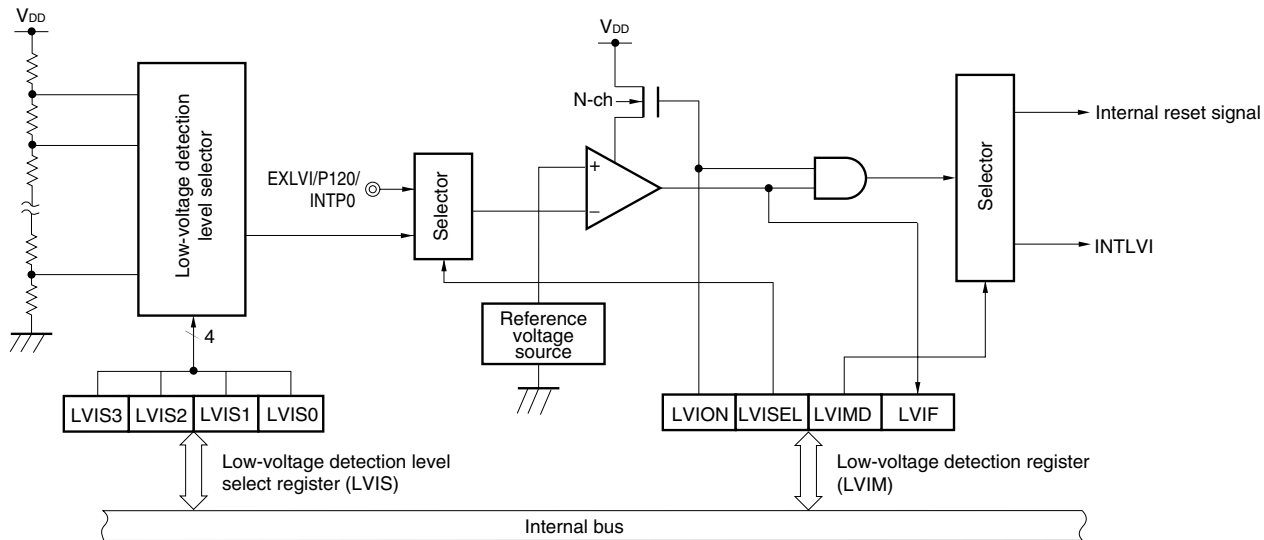 VDD
VDD
Low-voltage detection
level selector
N-ch
EXLVI/P120/
INTP0
Selector
+
−
Selector
Internal reset signal
INTLVI
4
Reference
voltage
source
LVIS3 LVIS2 LVIS1 LVIS0
LVION LVISEL LVIMD LVIF
Low-voltage detection level
select register (LVIS)
Low-voltage detection register
(LVIM)
Internal bus